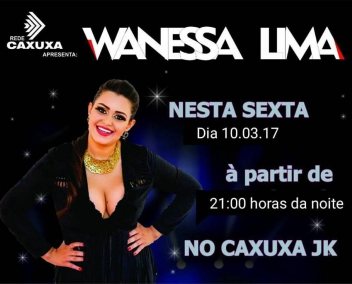 REDE
CAXUXA
APRESENTA:
WANESSA LIMA
NESTA SEXTA
Dia 10.03.17
à partir de
21:00 horas da noite
NO CAXUXA JK